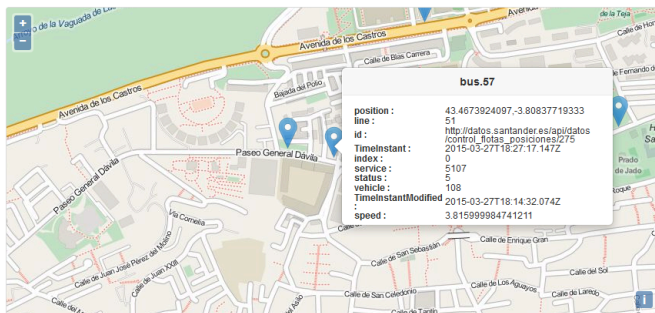 de la Teja
Avenida de los Castros
Calle de Blas Carrera
Bajada del Polio
Avenida de los Castros
Paseo General Dávila
Paseo General Dávila
Vía Cornelia
Calle de Juan José Pérez del Molino
Calle de Juan XXIII
Calle de San Sebastián
Calle de Enrique Gran
Calle del Sol
Calle de San Celedonio
Calle de Los Aguayos
Calle de Laredo
Calle de Tantín
Prado
de Jado
+
−
bus.57
position : 43.4673924097,-3.80837719333
line : 51
id : http://datos.santander.es/api/datos
/control_flotas_posiciones/275
TimeInstant : 2015-03-27T18:27:17.147Z
index : 0
service : 5107
status : 5
vehicle : 108
TimeInstantModified 2015-03-27T18:14:32.074Z
:
speed : 3.815999984741211
i